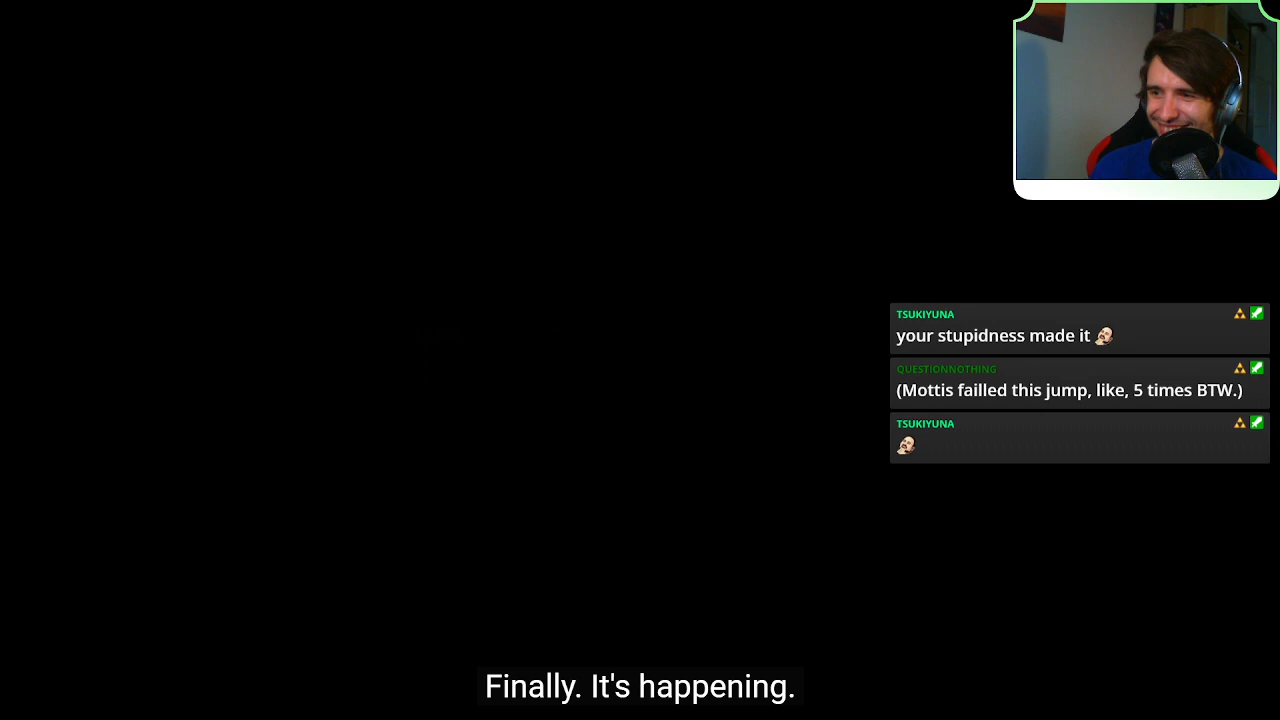 TSUKIYUNA
your stupidness made it
QUESTIONNOTHING
(Mottis failled this jump, like, 5 times BTW.)
TSUKIYUNA
Finally. It's happening.